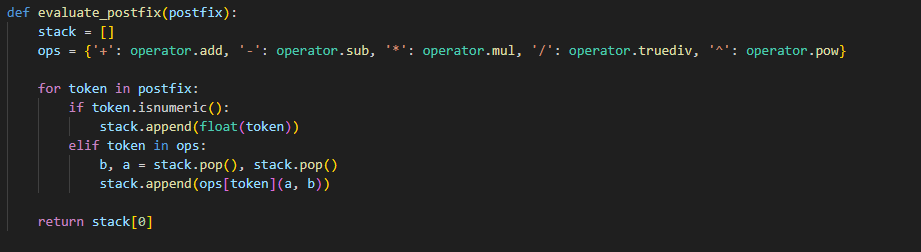 def evaluate_postfix(postfix):
    stack = []
    ops = {'+': operator.add, '-': operator.sub, '*': operator.mul, '/': operator.truediv, '^': operator.pow}

    for token in postfix:
        if token.isnumeric():
            stack.append(float(token))
        elif token in ops:
            b, a = stack.pop(), stack.pop()
            stack.append(ops[token](a, b))

    return stack[0]